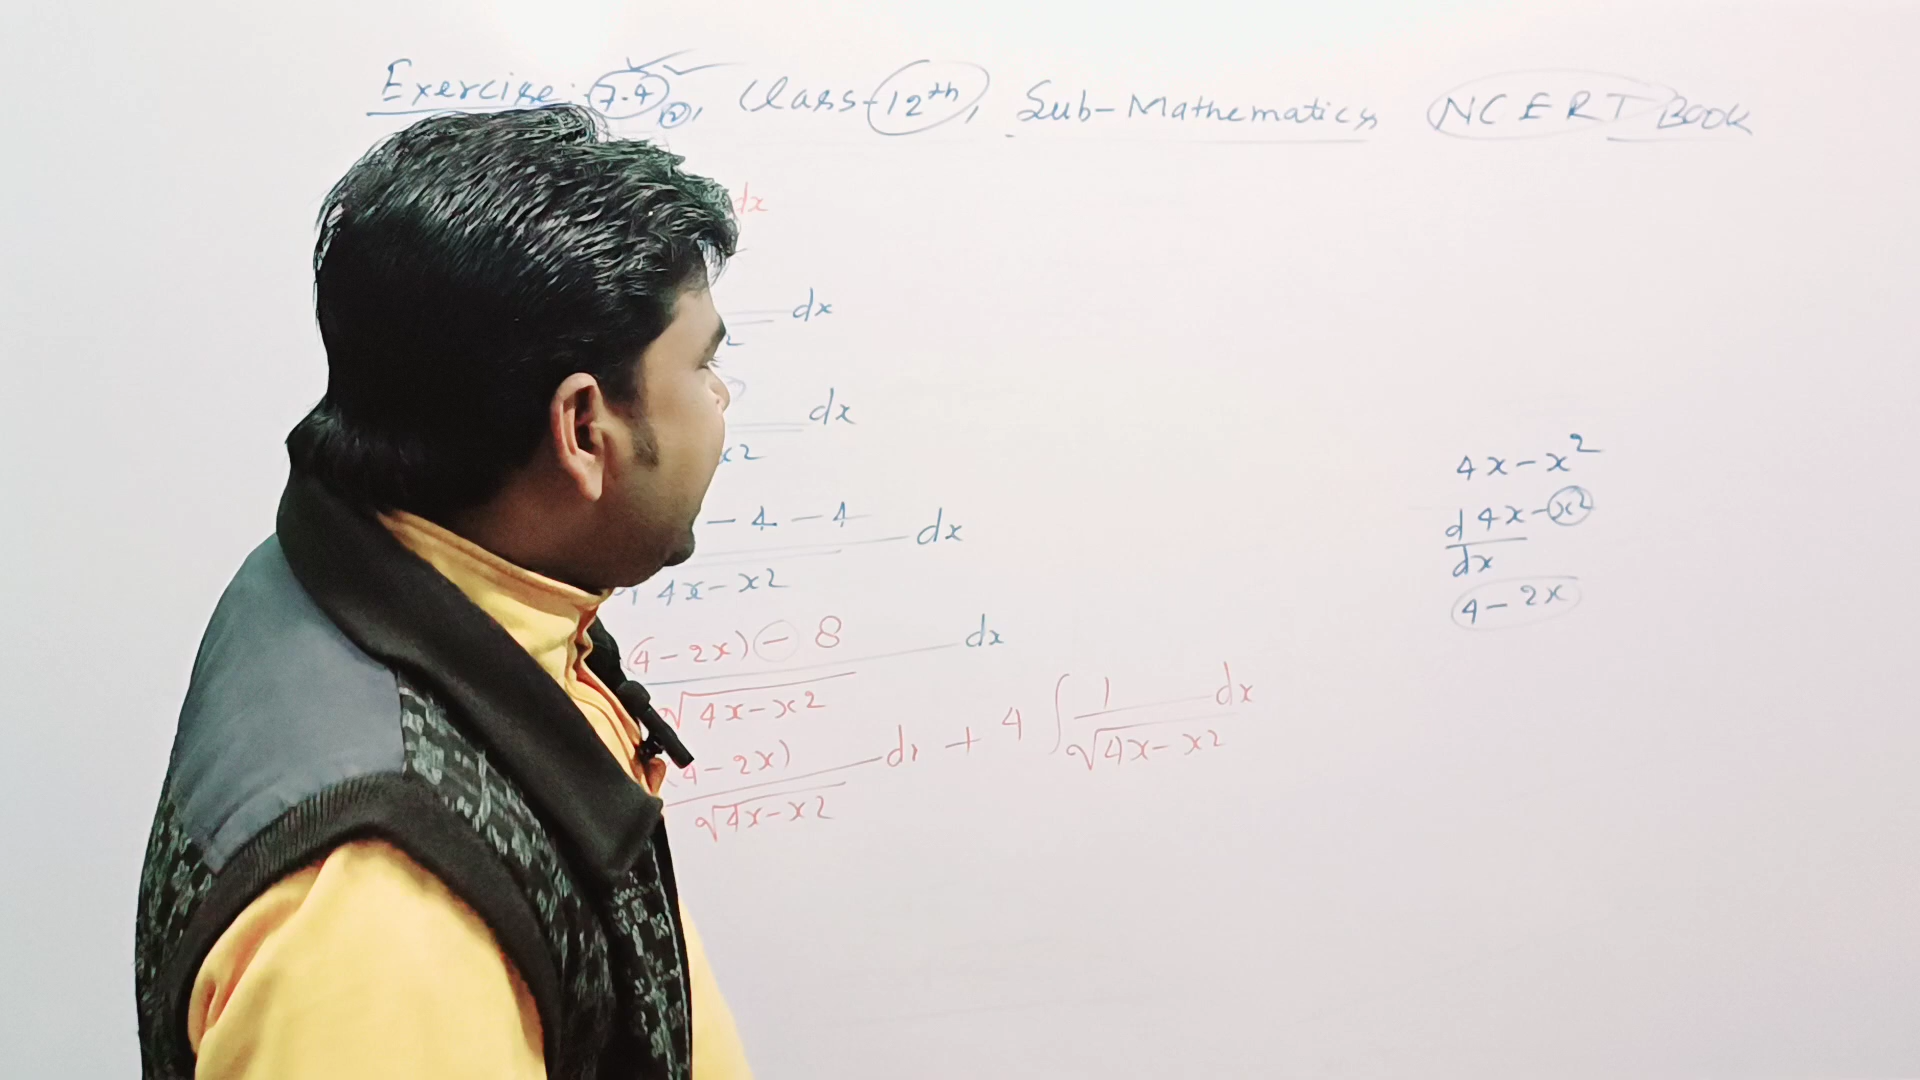 Exercise: 7.4 (2), Class-12th, Sub-Mathematics NCERT BOOK
dx
dx
2
dx
x2
4x-x²
- 4 - 4 dx
d 4x-x²
4x-x2
dx
4-2x
(4-2x) - 8 dx
√4x-x2
(4-2x) dx + 4 ∫ 1 dx
√4x-x2 √4x-x2